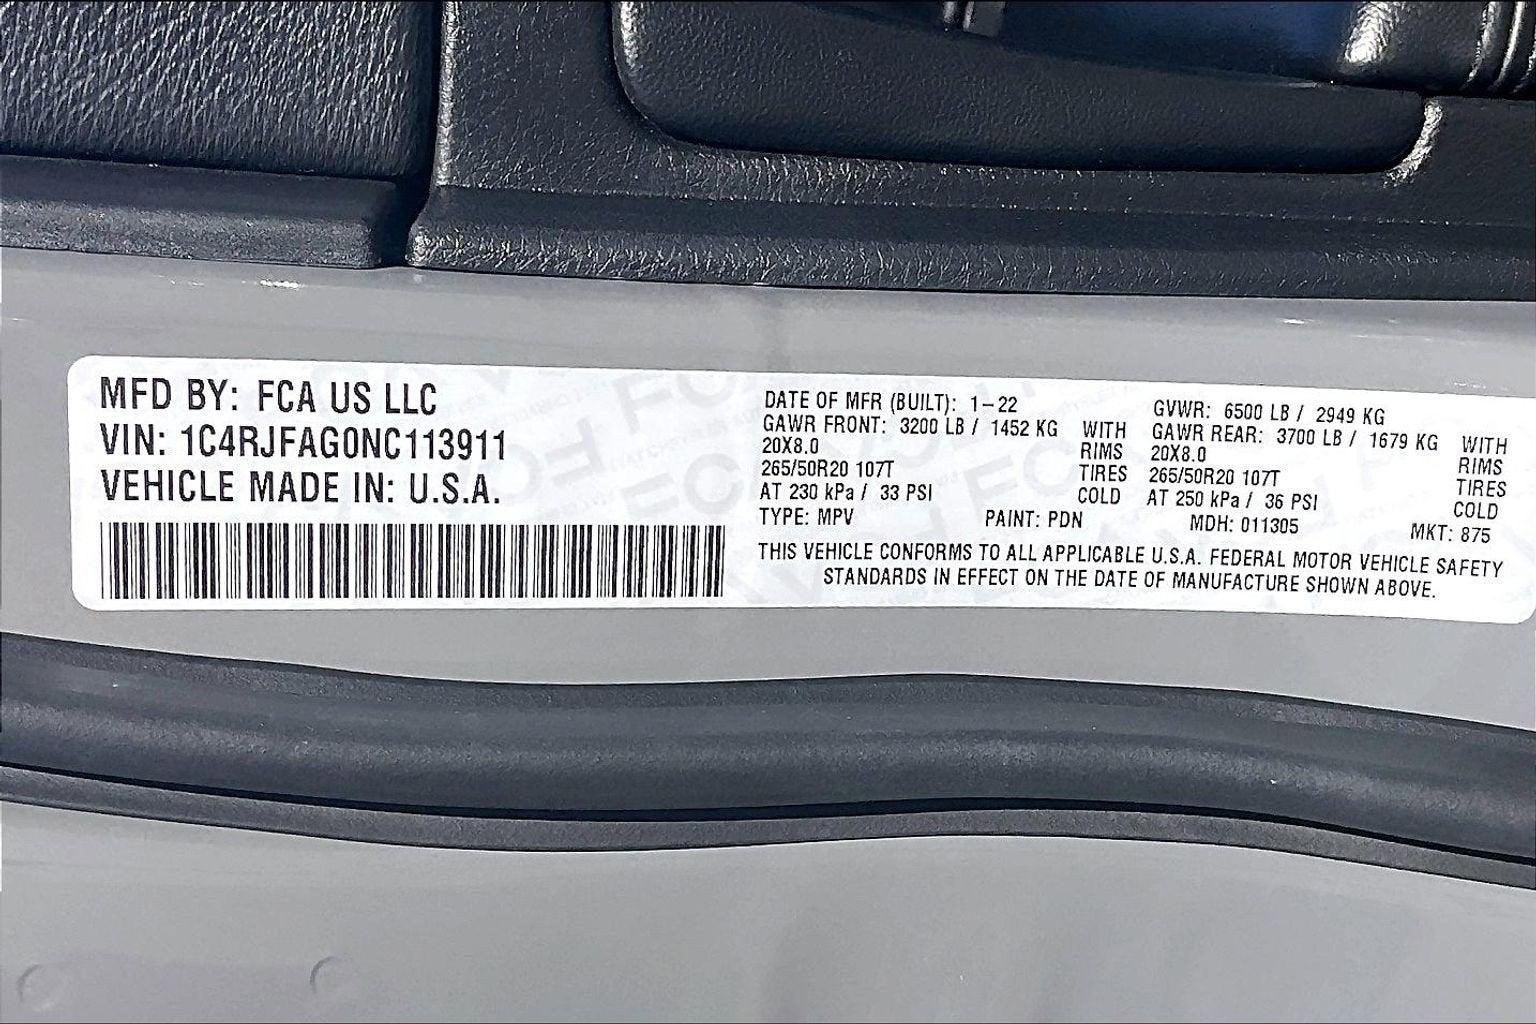 MFD BY: FCA US LLC
VIN: 1C4RJFAG0NC113911
VEHICLE MADE IN: U.S.A.
DATE OF MFR (BUILT): 1-22
GVWR: 6500 LB / 2949 KG
GAWR FRONT: 3200 LB / 1452 KG WITH
20X8.0 RIMS
265/50R20 107T TIRES
AT 230 kPa / 33 PSI COLD
GAWR REAR: 3700 LB / 1679 KG WITH
20X8.0 RIMS
265/50R20 107T TIRES
AT 250 kPa / 36 PSI COLD
TYPE: MPV PAINT: PDN MDH: 011305 MKT: 875
THIS VEHICLE CONFORMS TO ALL APPLICABLE U.S.A. FEDERAL MOTOR VEHICLE SAFETY
STANDARDS IN EFFECT ON THE DATE OF MANUFACTURE SHOWN ABOVE.